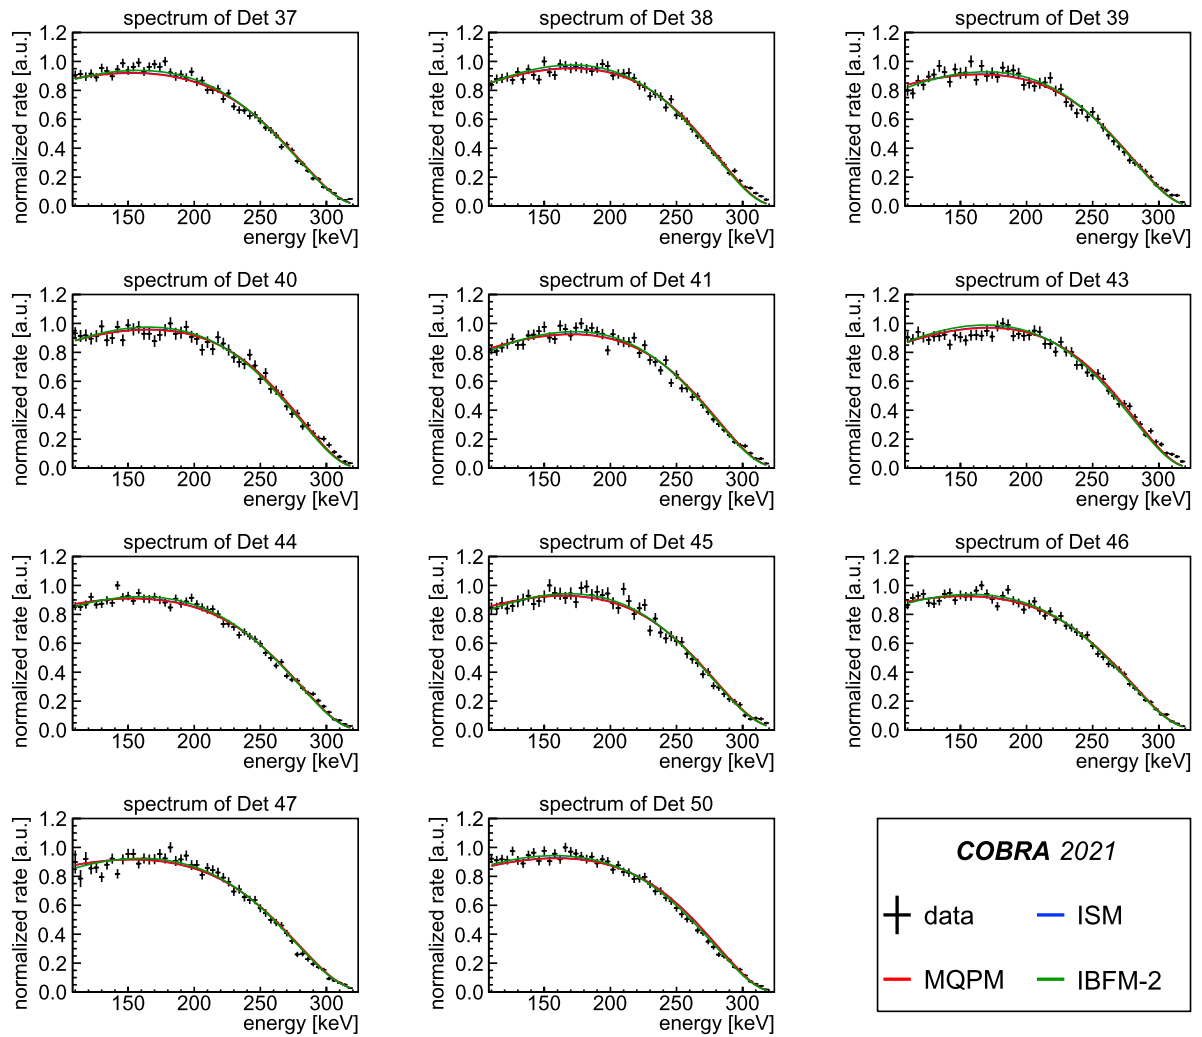 spectrum of Det 37
normalized rate [a.u.]
1.2
1.0
0.8
0.6
0.4
0.2
0.0
150 200 250 300
energy [keV]
spectrum of Det 38
normalized rate [a.u.]
1.2
1.0
0.8
0.6
0.4
0.2
0.0
150 200 250 300
energy [keV]
spectrum of Det 39
normalized rate [a.u.]
1.2
1.0
0.8
0.6
0.4
0.2
0.0
150 200 250 300
energy [keV]
spectrum of Det 40
normalized rate [a.u.]
1.2
1.0
0.8
0.6
0.4
0.2
0.0
150 200 250 300
energy [keV]
spectrum of Det 41
normalized rate [a.u.]
1.2
1.0
0.8
0.6
0.4
0.2
0.0
150 200 250 300
energy [keV]
spectrum of Det 43
normalized rate [a.u.]
1.2
1.0
0.8
0.6
0.4
0.2
0.0
150 200 250 300
energy [keV]
spectrum of Det 44
normalized rate [a.u.]
1.2
1.0
0.8
0.6
0.4
0.2
0.0
150 200 250 300
energy [keV]
spectrum of Det 45
normalized rate [a.u.]
1.2
1.0
0.8
0.6
0.4
0.2
0.0
150 200 250 300
energy [keV]
spectrum of Det 46
normalized rate [a.u.]
1.2
1.0
0.8
0.6
0.4
0.2
0.0
150 200 250 300
energy [keV]
spectrum of Det 47
normalized rate [a.u.]
1.2
1.0
0.8
0.6
0.4
0.2
0.0
150 200 250 300
energy [keV]
spectrum of Det 50
normalized rate [a.u.]
1.2
1.0
0.8
0.6
0.4
0.2
0.0
150 200 250 300
energy [keV]
COBRA 2021
data ISM
MQPM IBFM-2